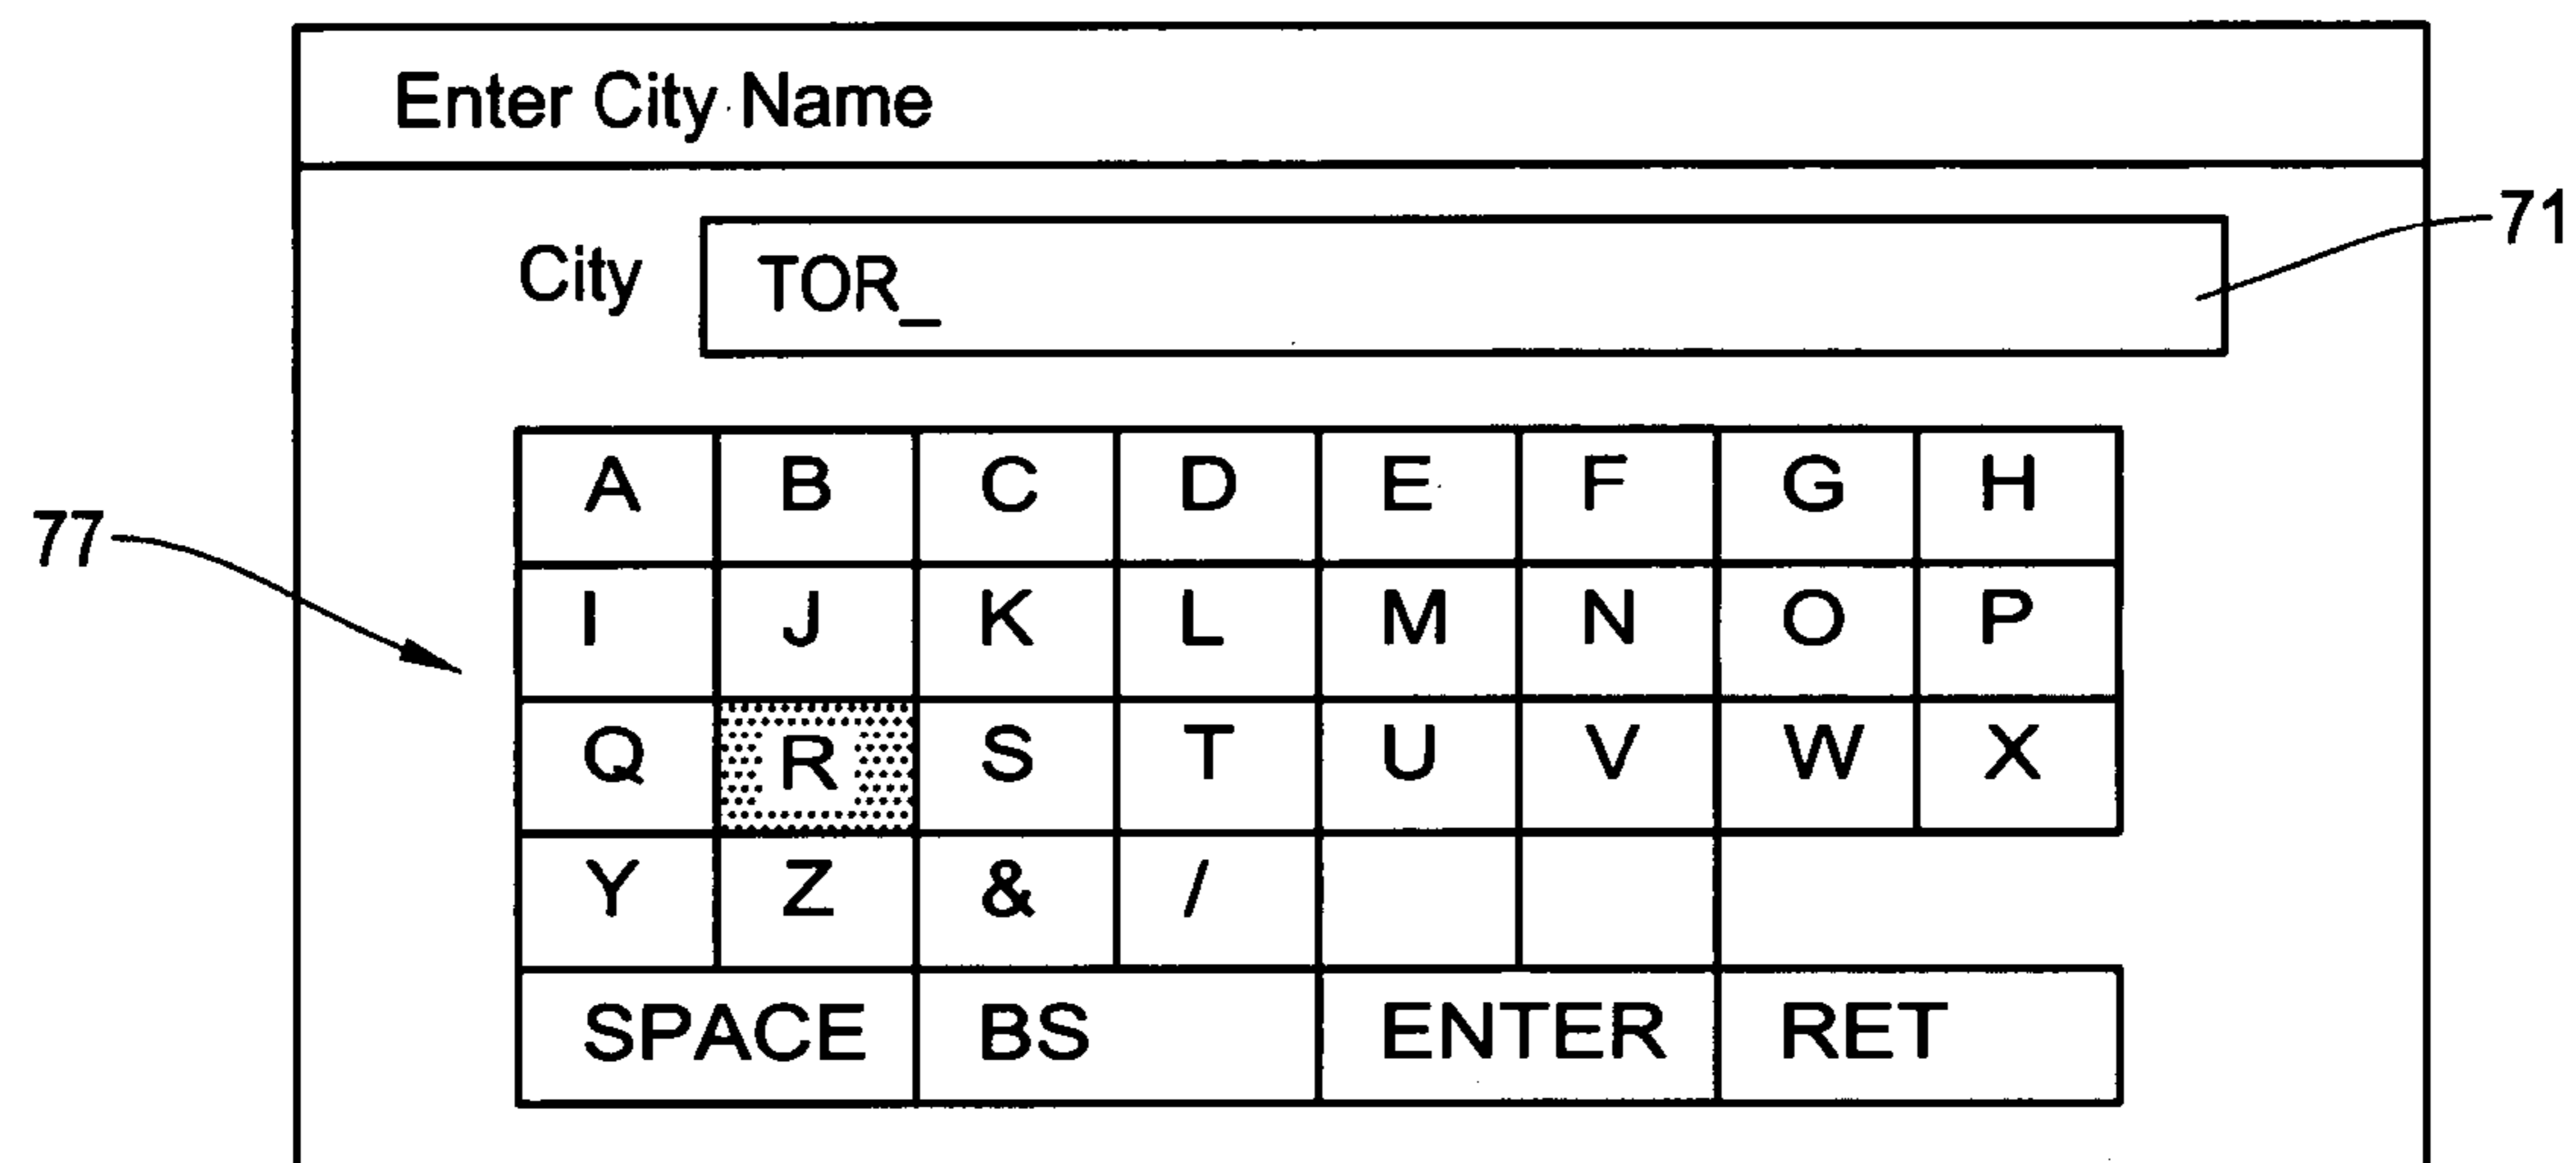 Enter City Name
City TOR_ 71
A B C D E F G H
77
I J K L M N O P
Q R S T U V W X
Y Z & /
SPACE BS ENTER RET